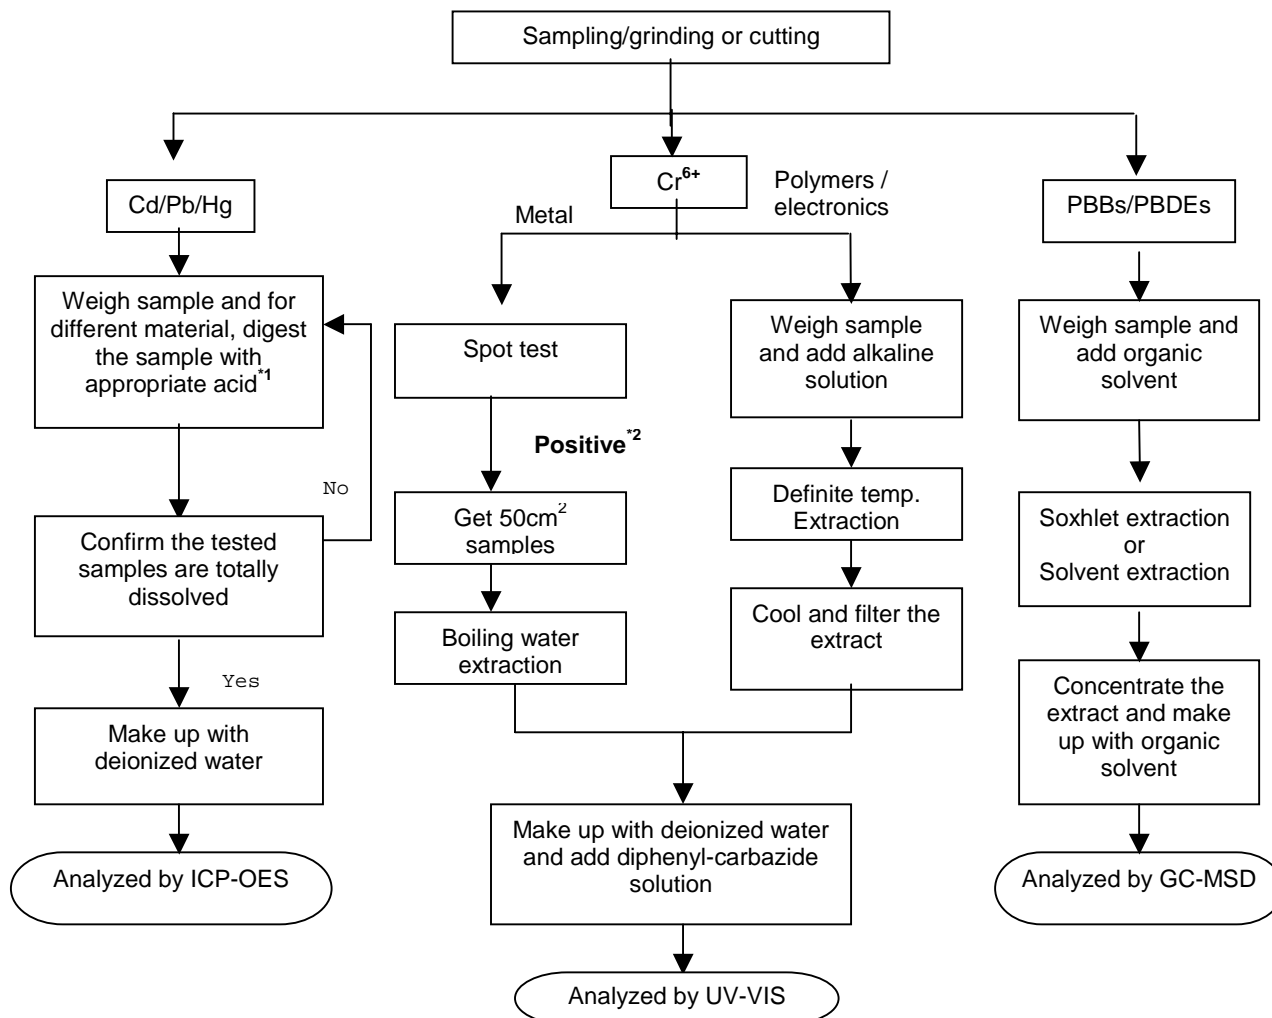 Sampling/grinding or cutting
Cd/Pb/Hg
Cr6+
Polymers /
electronics
Metal
PBBs/PBDEs
Weigh sample and for
different material, digest
the sample with
appropriate acid*1
Spot test
Weigh sample
and add alkaline
solution
Weigh sample and
add organic
solvent
Positive*2
No
Confirm the tested
samples are totally
dissolved
Get 50cm2
samples
Definite temp.
Extraction
Soxhlet extraction
or
Solvent extraction
Boiling water
extraction
Cool and filter the
extract
Yes
Make up with
deionized water
Concentrate the
extract and make
up with organic
solvent
Make up with deionized water
and add diphenyl-carbazide
solution
Analyzed by ICP-OES
Analyzed by GC-MSD
Analyzed by UV-VIS